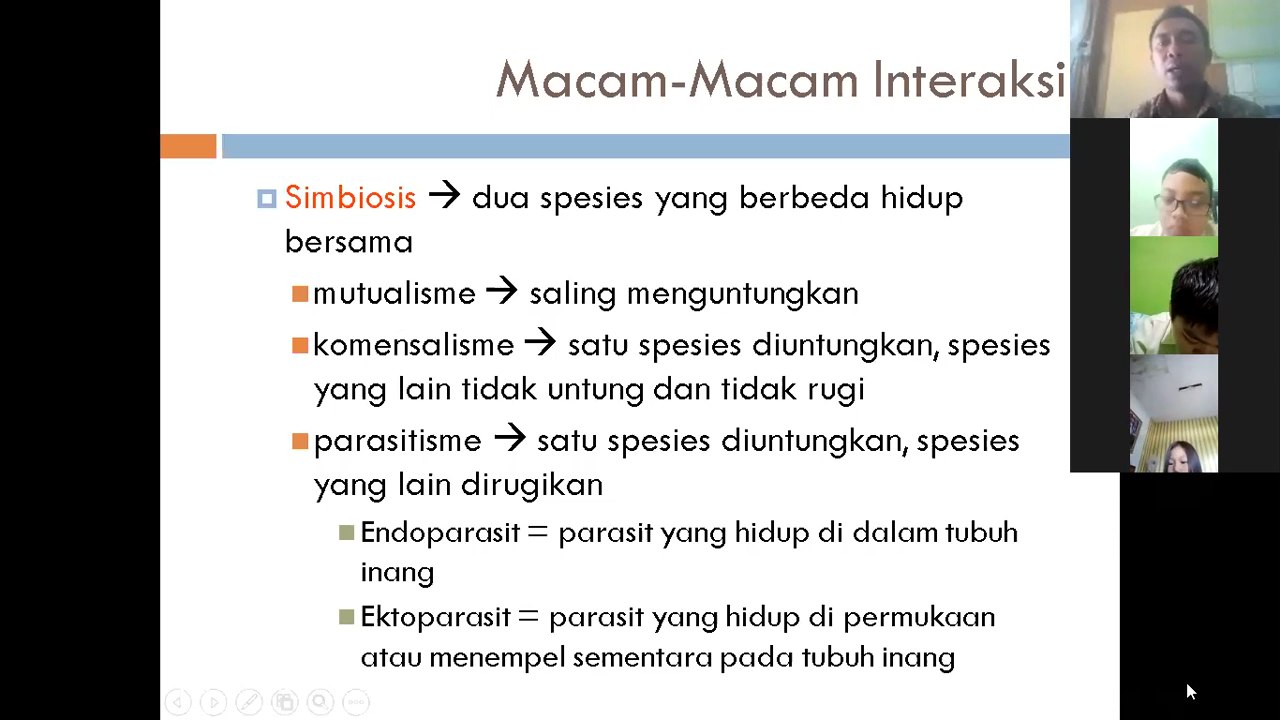 Macam-Macam Interaksi
Simbiosis → dua spesies yang berbeda hidup
bersama
mutualisme → saling menguntungkan
komensalisme → satu spesies diuntungkan, spesies
yang lain tidak untung dan tidak rugi
parasitisme → satu spesies diuntungkan, spesies
yang lain dirugikan
Endoparasit = parasit yang hidup di dalam tubuh
inang
Ektoparasit = parasit yang hidup di permukaan
atau menempel sementara pada tubuh inang